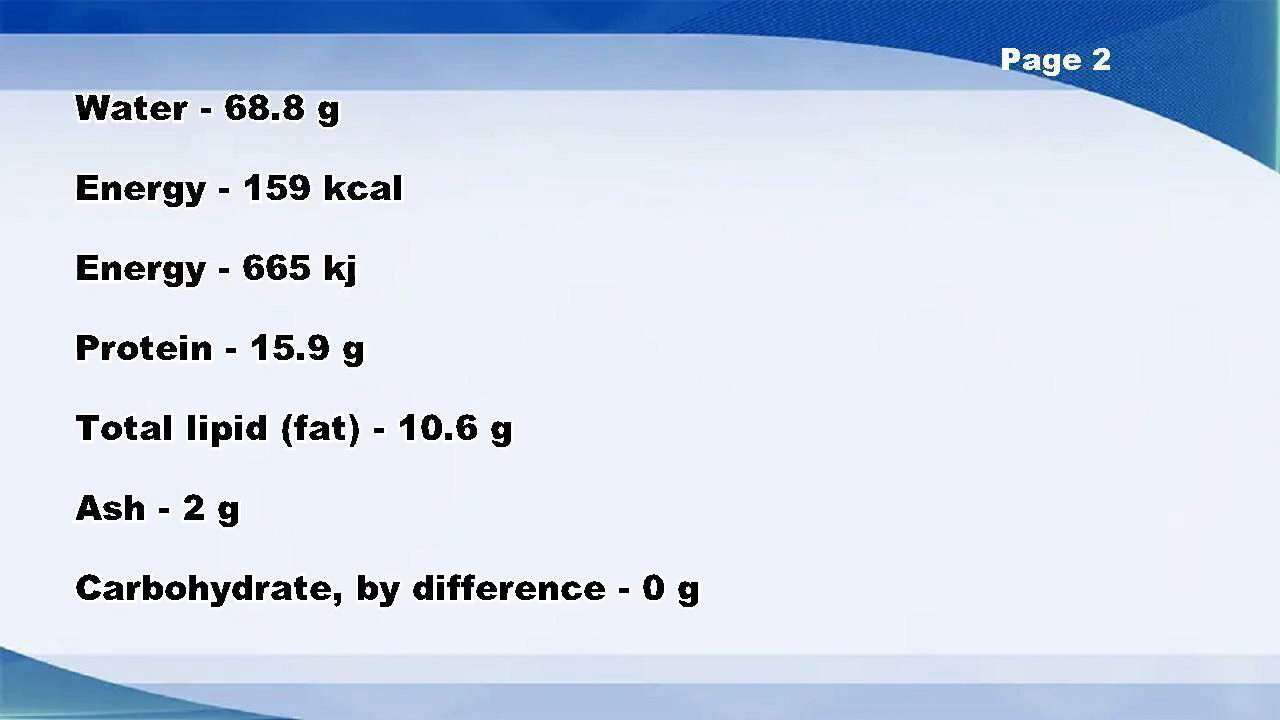 Page 2
Water - 68.8 g
Energy - 159 kcal
Energy - 665 kj
Protein - 15.9 g
Total lipid (fat) - 10.6 g
Ash - 2 g
Carbohydrate, by difference - 0 g